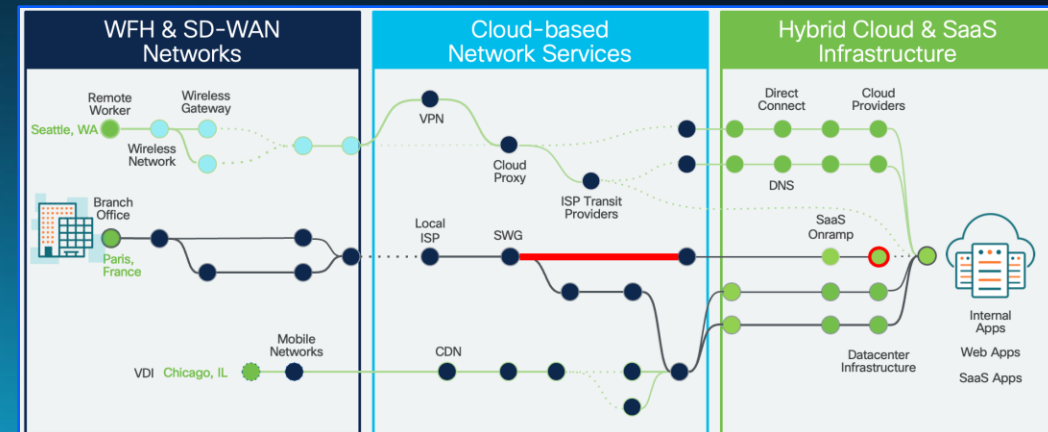 WFH & SD-WAN
Networks
Cloud-based
Network Services
Hybrid Cloud & SaaS
Infrastructure
Remote
Worker
Wireless
Gateway
Seattle, WA
Wireless
Network
VPN
Cloud
Proxy
ISP Transit
Providers
Direct
Connect
Cloud
Providers
DNS
Branch
Office
Paris,
France
Local
ISP
SWG
SaaS
Onramp
Internal
Apps
Web Apps
SaaS Apps
Mobile
Networks
VDI Chicago, IL
CDN
Datacenter
Infrastructure